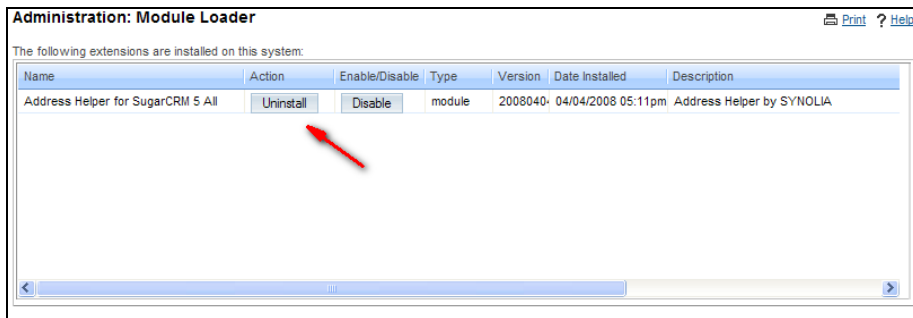 Administration: Module Loader
Print ? Help
The following extensions are installed on this system:
Name Action Enable/Disable Type Version Date Installed Description
Address Helper for SugarCRM 5 All Uninstall Disable module 2008040 04/04/2008 05:11pm Address Helper by SYNOLIA